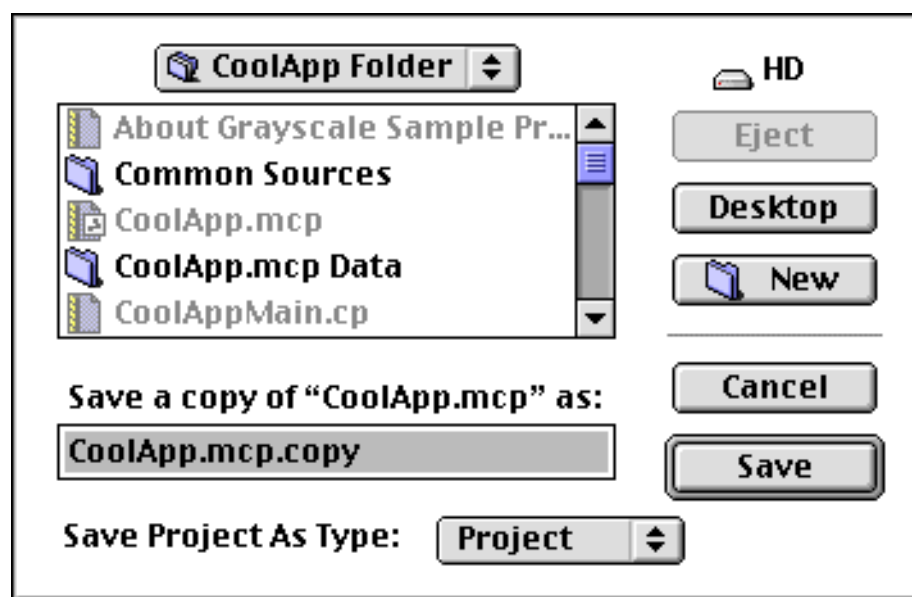 CoolApp Folder
HD
About Grayscale Sample Pr...
Eject
Common Sources
CoolApp.mcp
Desktop
CoolApp.mcp Data
New
CoolAppMain.cp
Save a copy of “CoolApp.mcp” as:
Cancel
CoolApp.mcp.copy
Save
Save Project As Type:
Project